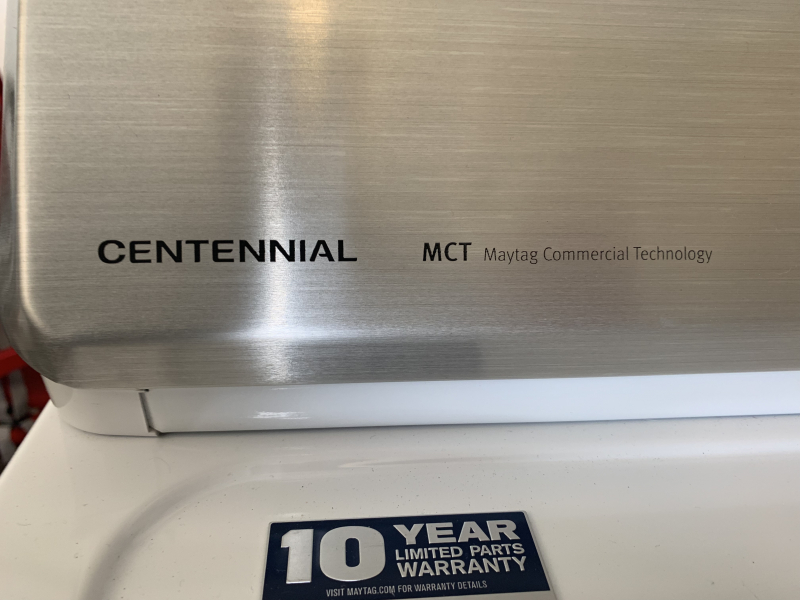 CENTENNIAL MCT Maytag Commercial Technology
10 YEAR
LIMITED PARTS
WARRANTY
VISIT MAYTAG.COM FOR WARRANTY DETAILS